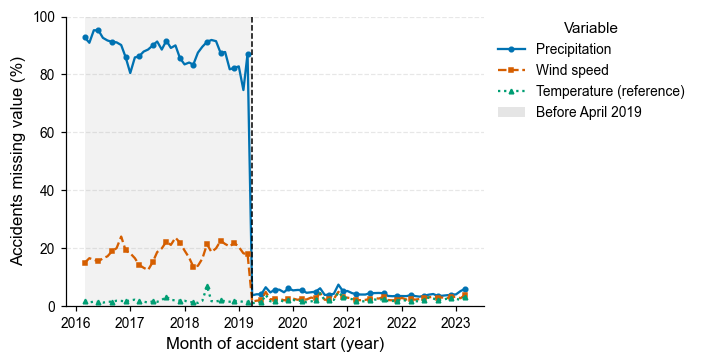 Accidents missing value (%)
100
80
60
40
20
0
2016 2017 2018 2019 2020 2021 2022 2023
Month of accident start (year)
Variable
Precipitation
Wind speed
Temperature (reference)
Before April 2019